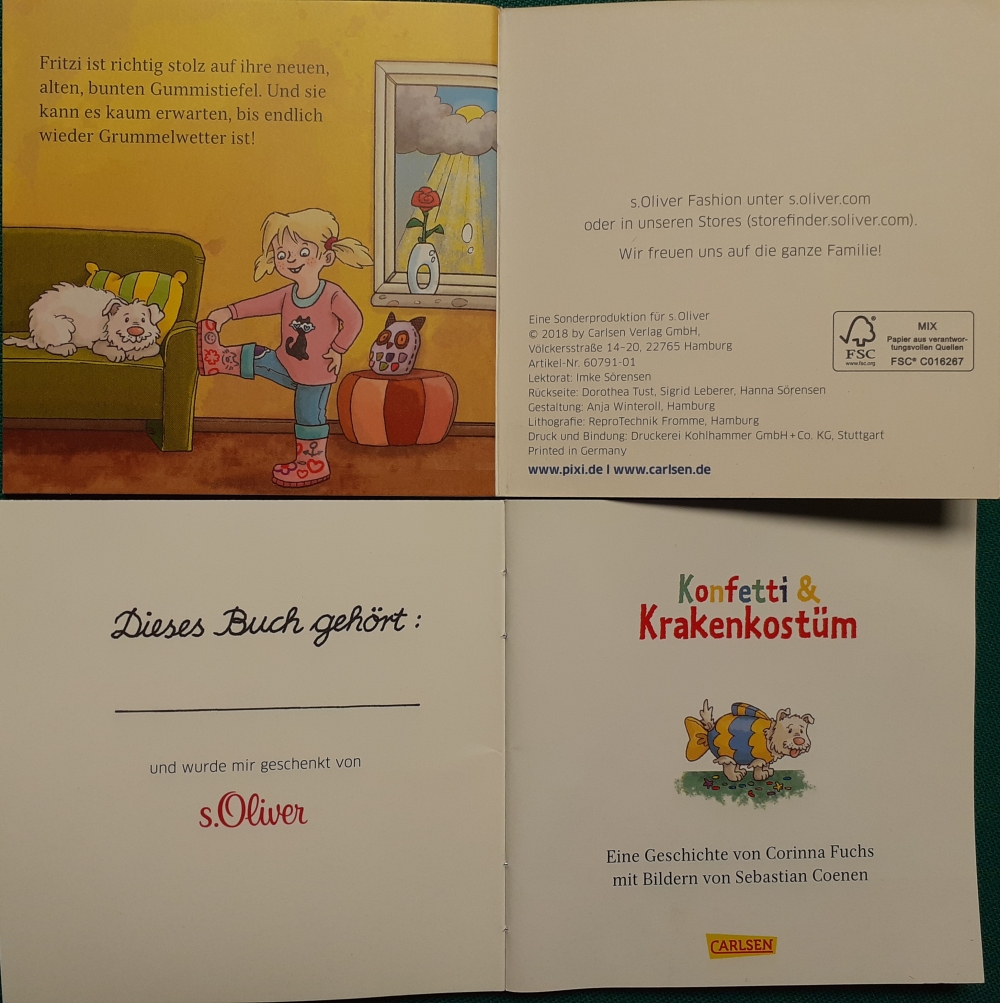 Fritzi ist richtig stolz auf ihre neuen,
alten, bunten Gummistiefel. Und sie
kann es kaum erwarten, bis endlich
wieder Grummelwetter ist!
s.Oliver Fashion unter s.oliver.com
oder in unseren Stores (storefinder.soliver.com).
Wir freuen uns auf die ganze Familie!
Eine Sonderproduktion für s.Oliver
© 2018 by Carlsen Verlag GmbH,
Völckersstraße 14–20, 22765 Hamburg
Artikel-Nr. 60791-01
Lektorat: Imke Sörensen
Rückseite: Dorothea Tust, Sigrid Leberer, Hanna Sörensen
Gestaltung: Anja Winteroll, Hamburg
Lithografie: ReproTechnik Fromme, Hamburg
Druck und Bindung: Druckerei Kohlhammer GmbH + Co. KG, Stuttgart
Printed in Germany
www.pixi.de | www.carlsen.de
FSC
www.fsc.org
MIX
Papier aus verantwor-
tungsvollen Quellen
FSC® C016267
Dieses Buch gehört:
und wurde mir geschenkt von
s.Oliver
Konfetti &
Krakenkostüm
Eine Geschichte von Corinna Fuchs
mit Bildern von Sebastian Coenen
CARLSEN